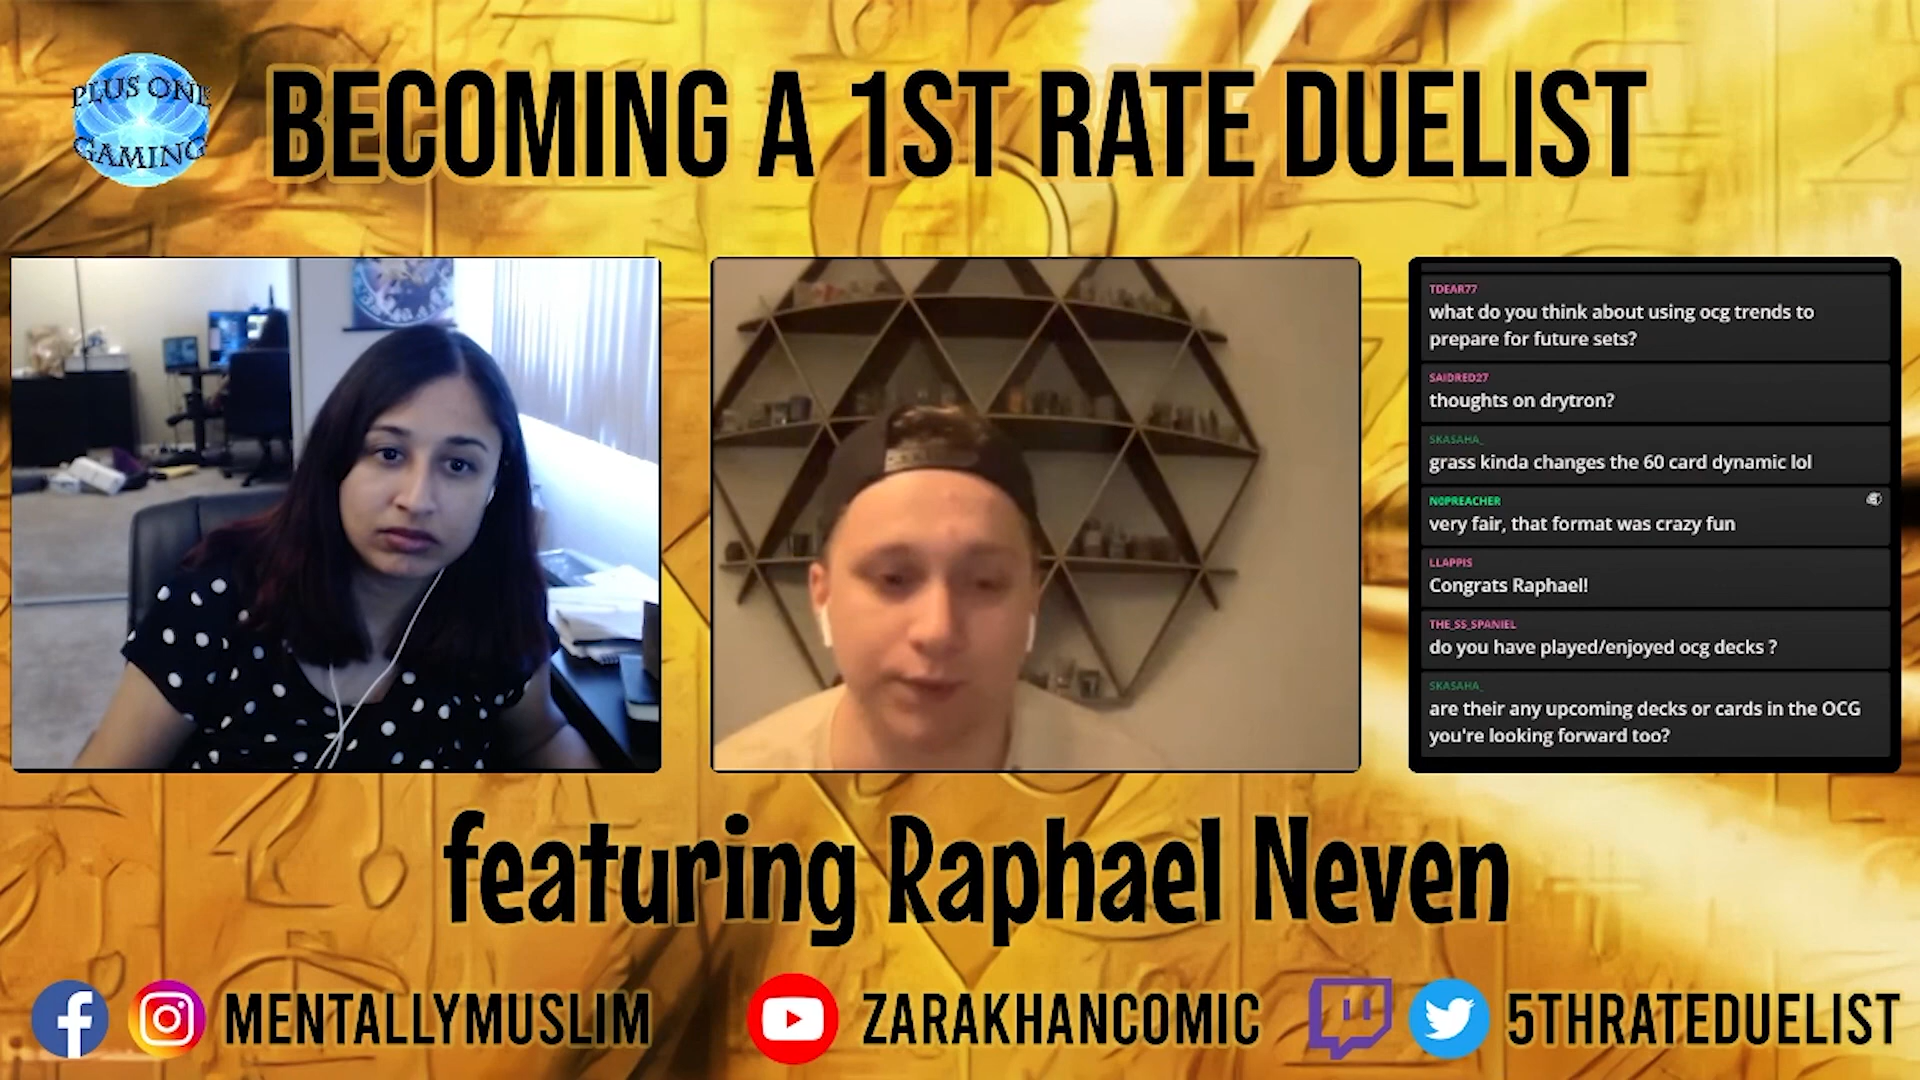 PLUS ONE
GAMING
BECOMING A 1ST RATE DUELIST
TDEAR77
what do you think about using ocg trends to
prepare for future sets?
SAIDRED27
thoughts on drytron?
SKASAHA_
grass kinda changes the 60 card dynamic lol
N0PREACHER
very fair, that format was crazy fun
LLAPPIS
Congrats Raphael!
THE_SS_SPANIEL
do you have played/enjoyed ocg decks ?
SKASAHA_
are their any upcoming decks or cards in the OCG
you're looking forward too?
featuring Raphael Neven
MENTALLYMUSLIM
ZARAKHANCOMIC
5THRATEDUELIST